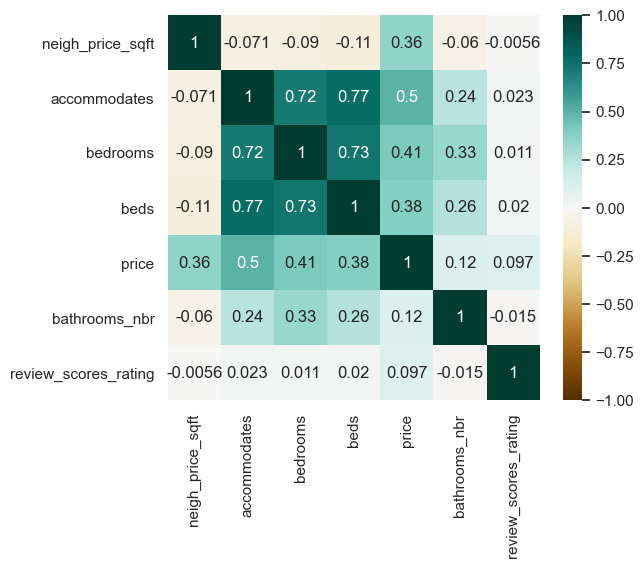 neigh_price_sqft 1 -0.071 -0.09 -0.11 0.36 -0.06 -0.0056
accommodates -0.071 1 0.72 0.77 0.5 0.24 0.023
bedrooms -0.09 0.72 1 0.73 0.41 0.33 0.011
beds -0.11 0.77 0.73 1 0.38 0.26 0.02
price 0.36 0.5 0.41 0.38 1 0.12 0.097
bathrooms_nbr -0.06 0.24 0.33 0.26 0.12 1 -0.015
review_scores_rating -0.0056 0.023 0.011 0.02 0.097 -0.015 1
neigh_price_sqft
accommodates
bedrooms
beds
price
bathrooms_nbr
review_scores_rating
1.00
0.75
0.50
0.25
0.00
−0.25
−0.50
−0.75
−1.00